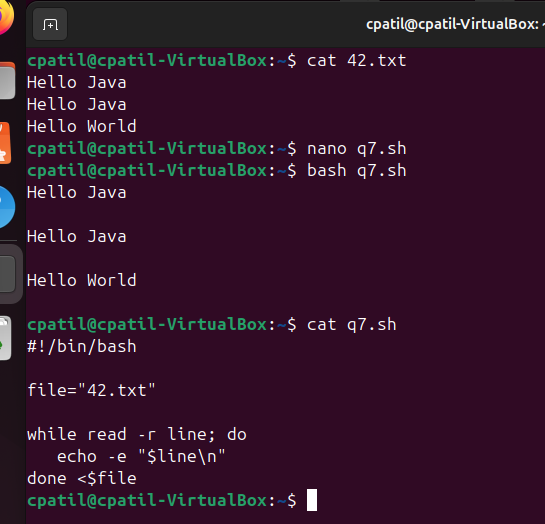 cpatil@cpatil-VirtualBox: ~
cpatil@cpatil-VirtualBox:~$ cat 42.txt
Hello Java
Hello Java
Hello World
cpatil@cpatil-VirtualBox:~$ nano q7.sh
cpatil@cpatil-VirtualBox:~$ bash q7.sh
Hello Java

Hello Java

Hello World

cpatil@cpatil-VirtualBox:~$ cat q7.sh
#!/bin/bash

file="42.txt"

while read -r line; do
   echo -e "$line\n"
done <$file
cpatil@cpatil-VirtualBox:~$